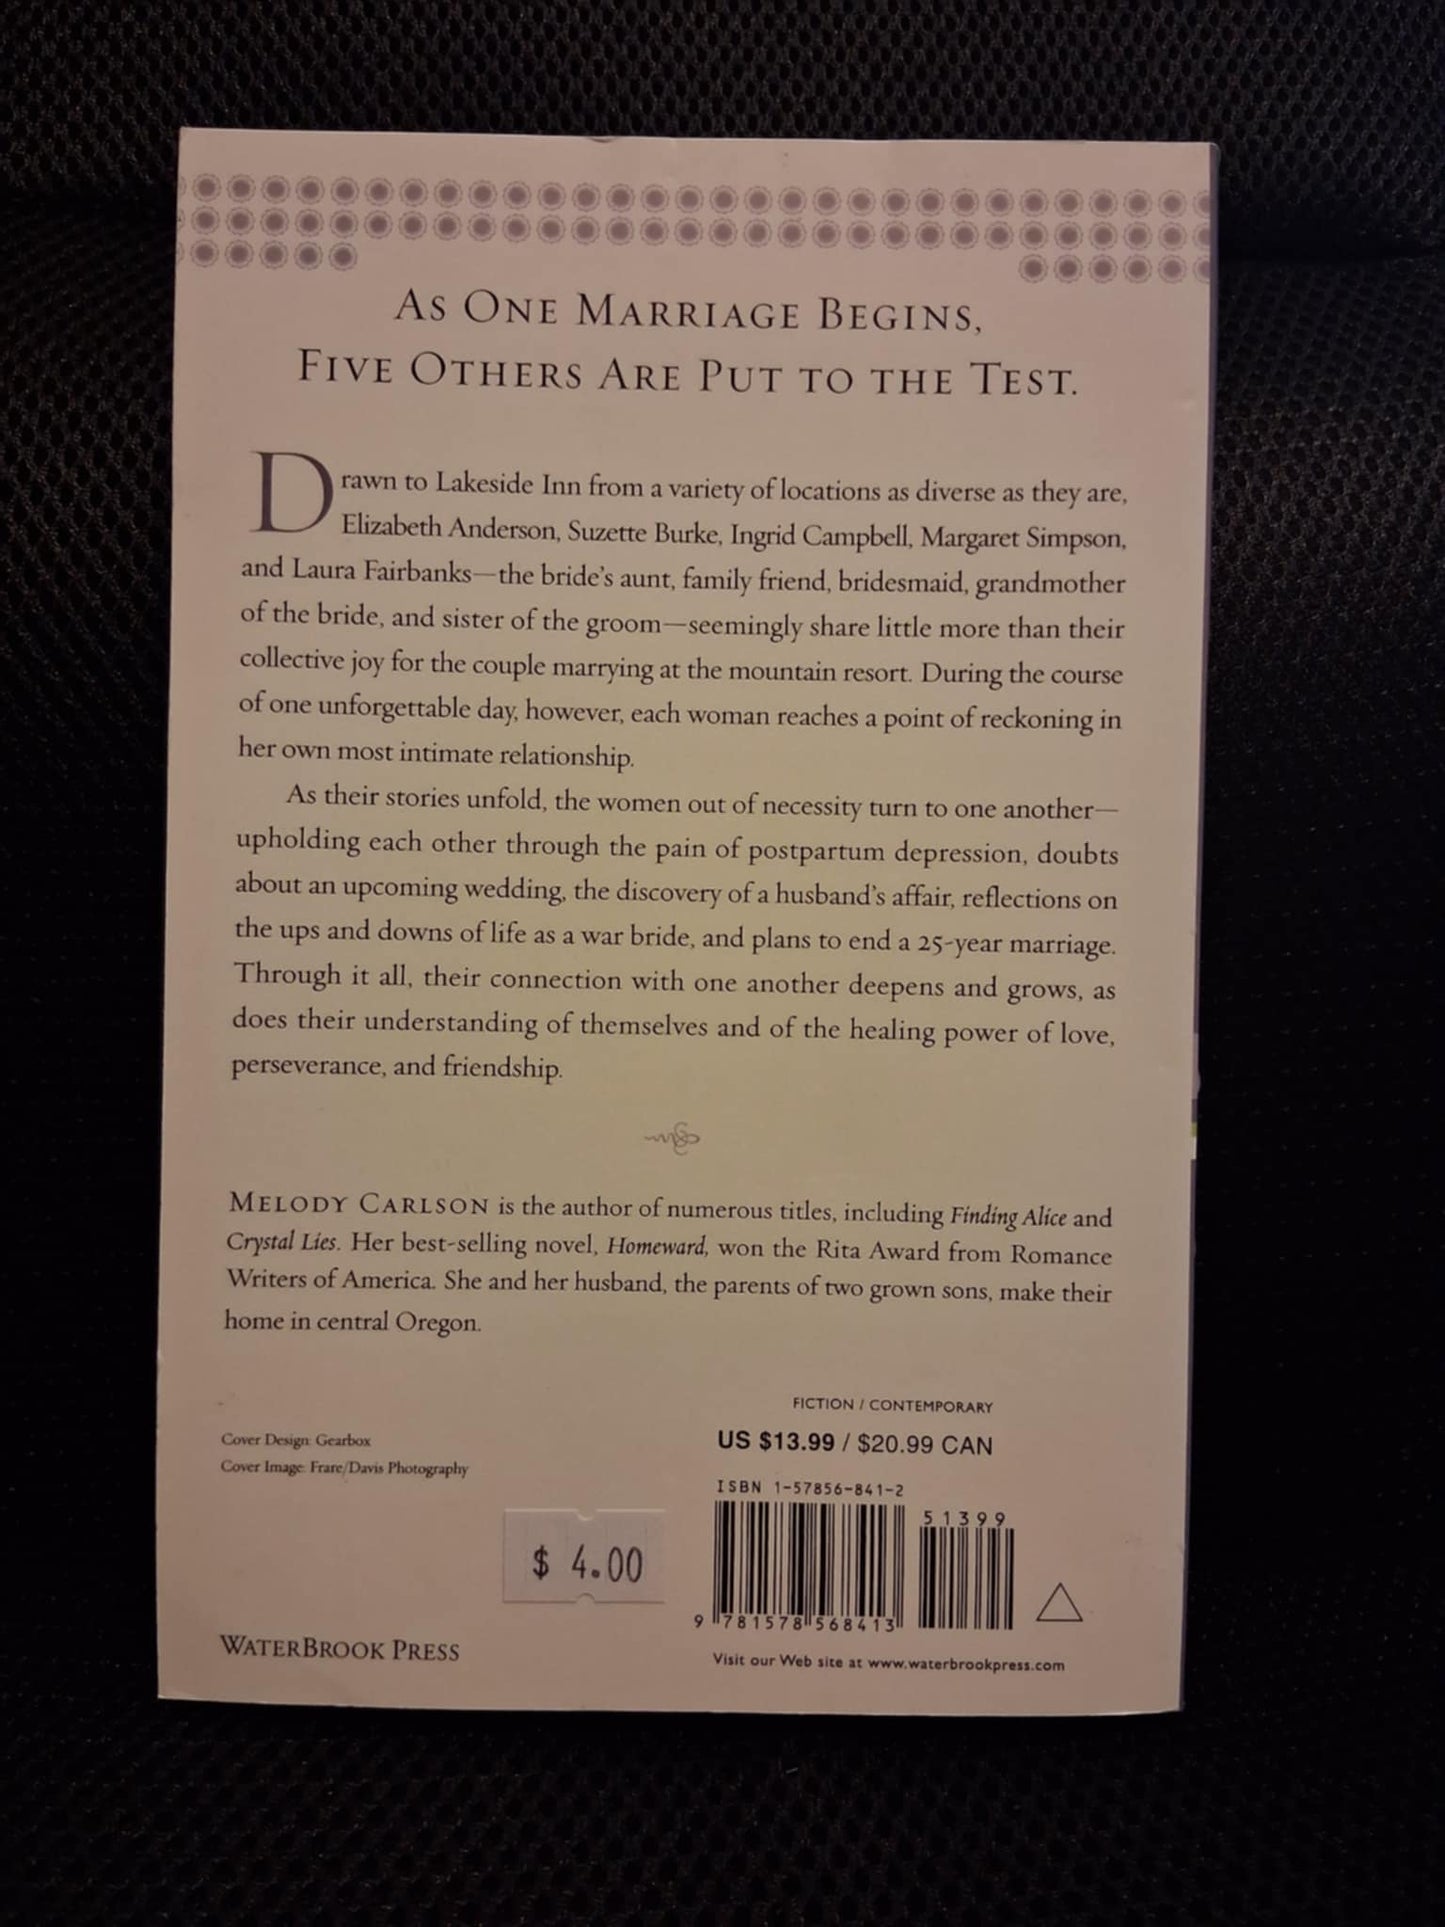 As One Marriage Begins,
Five Others Are Put to the Test.
Drawn to Lakeside Inn from a variety of locations as diverse as they are,
Elizabeth Anderson, Suzette Burke, Ingrid Campbell, Margaret Simpson,
and Laura Fairbanks—the bride's aunt, family friend, bridesmaid, grandmother
of the bride, and sister of the groom—seemingly share little more than their
collective joy for the couple marrying at the mountain resort. During the course
of one unforgettable day, however, each woman reaches a point of reckoning in
her own most intimate relationship.
As their stories unfold, the women out of necessity turn to one another—
upholding each other through the pain of postpartum depression, doubts
about an upcoming wedding, the discovery of a husband's affair, reflections on
the ups and downs of life as a war bride, and plans to end a 25-year marriage.
Through it all, their connection with one another deepens and grows, as
does their understanding of themselves and of the healing power of love,
perseverance, and friendship.
Melody Carlson is the author of numerous titles, including Finding Alice and
Crystal Lies. Her best-selling novel, Homeward, won the Rita Award from Romance
Writers of America. She and her husband, the parents of two grown sons, make their
home in central Oregon.
Cover Design: Gearbox
Cover Image: Frare/Davis Photography
FICTION / CONTEMPORARY
US $13.99 / $20.99 CAN
ISBN 1-57856-841-2
51399
$ 4.00
9 781578 568413
WaterBrook Press
Visit our Web site at www.waterbrookpress.com